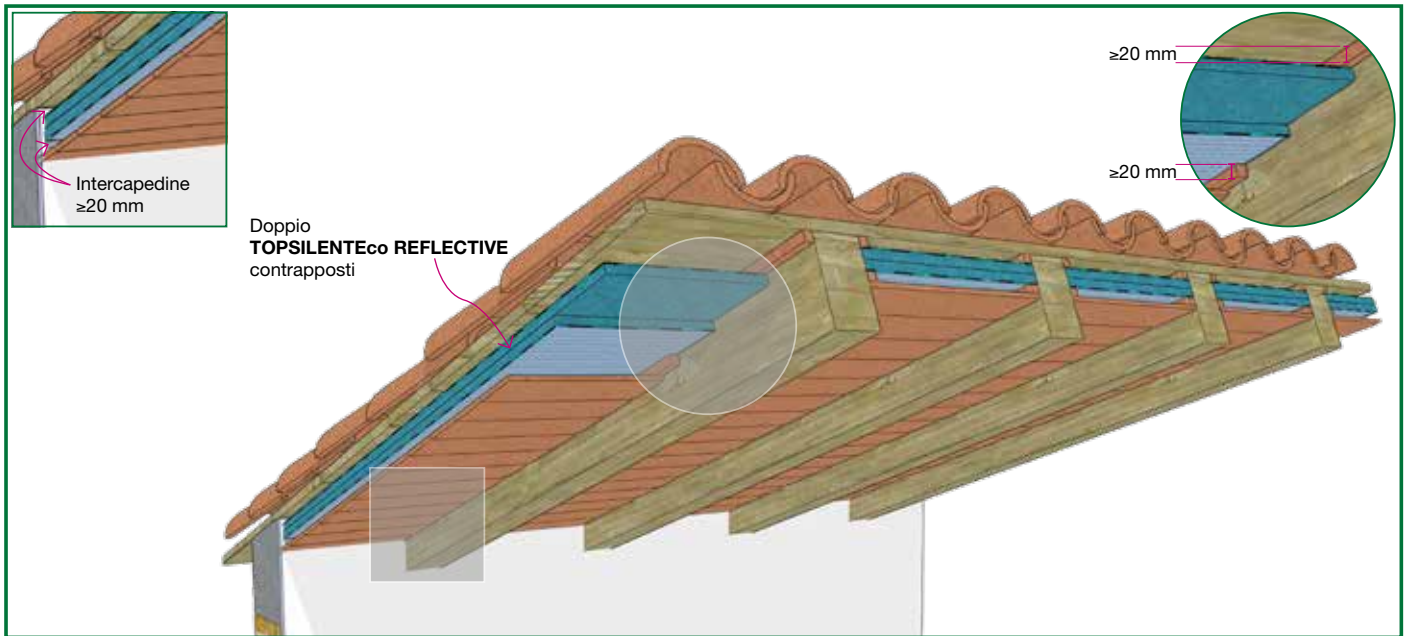 Intercapedine
≥20 mm
Doppio
TOPSILENTEco REFLECTIVE
contrapposti
≥20 mm
≥20 mm